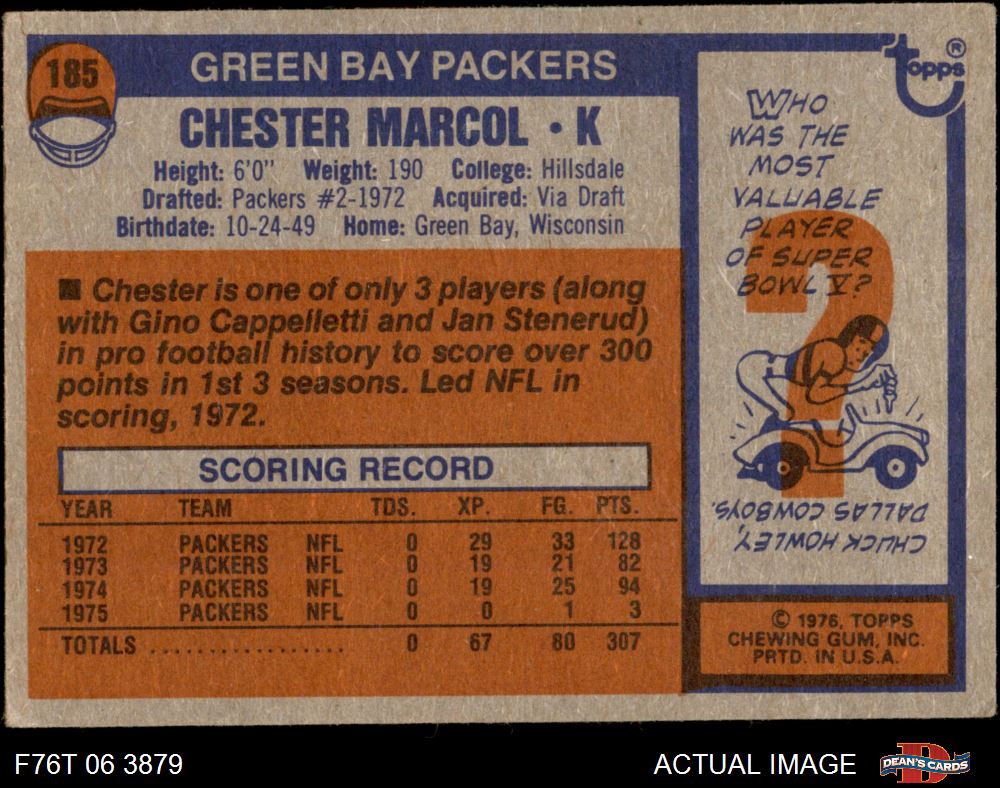 185
GREEN BAY PACKERS
CHESTER MARCOL • K
Height: 6'0" Weight: 190 College: Hillsdale
Drafted: Packers #2-1972 Acquired: Via Draft
Birthdate: 10-24-49 Home: Green Bay, Wisconsin
■ Chester is one of only 3 players (along
with Gino Cappelletti and Jan Stenerud)
in pro football history to score over 300
points in 1st 3 seasons. Led NFL in
scoring, 1972.
SCORING RECORD
YEAR TEAM TDS. XP. FG. PTS.
1972 PACKERS NFL 0 29 33 128
1973 PACKERS NFL 0 19 21 82
1974 PACKERS NFL 0 19 25 94
1975 PACKERS NFL 0 0 1 3
TOTALS .................. 0 67 80 307
topps®
WHO
WAS THE
MOST
VALUABLE
PLAYER
OF SUPER
BOWL V?
?
CHUCK HOWLEY,
DALLAS COWBOYS.
© 1976, TOPPS
CHEWING GUM, INC.
PRTD. IN U.S.A.
F76T 06 3879
ACTUAL IMAGE
D
DEAN'S CARDS